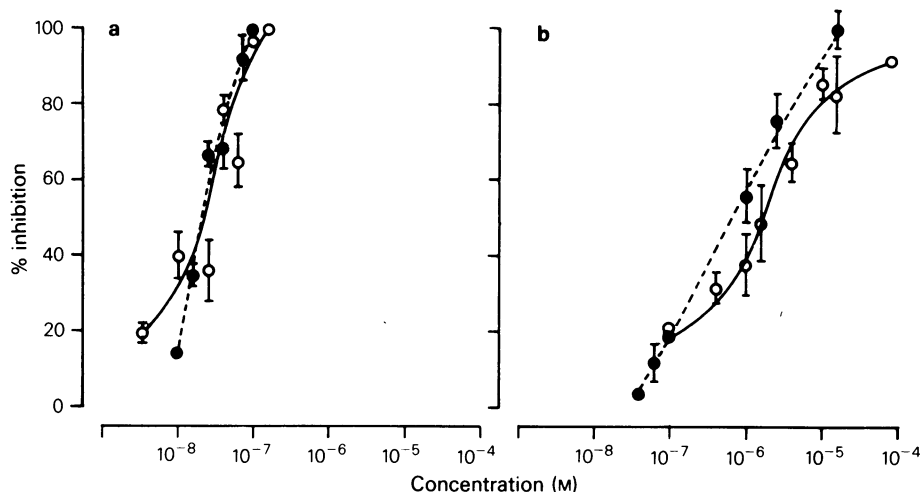 a
b
100
80
60
40
20
0
% inhibition
10⁻⁸ 10⁻⁷ 10⁻⁶ 10⁻⁵ 10⁻⁴
10⁻⁸ 10⁻⁷ 10⁻⁶ 10⁻⁵ 10⁻⁴
Concentration (M)